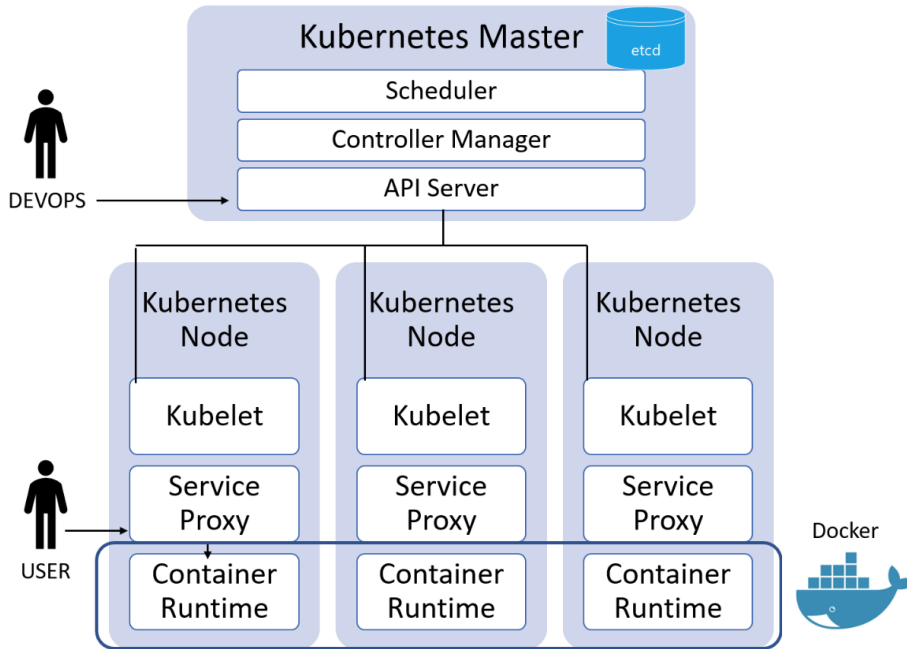 Kubernetes Master
etcd
Scheduler
Controller Manager
API Server
DEVOPS
Kubernetes
Node
Kubelet
Service
Proxy
Container
Runtime
Kubernetes
Node
Kubelet
Service
Proxy
Container
Runtime
Kubernetes
Node
Kubelet
Service
Proxy
Container
Runtime
USER
Docker